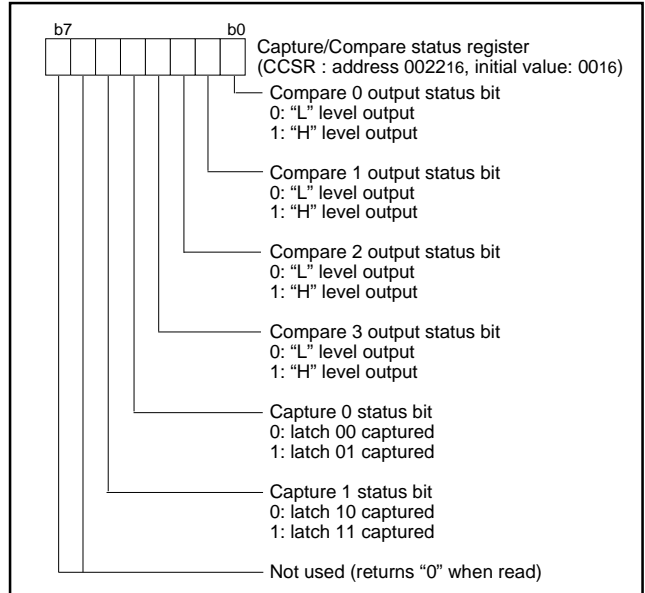 b7 b0
Capture/Compare status register
(CCSR : address 002216, initial value: 0016)
Compare 0 output status bit
0: “L” level output
1: “H” level output
Compare 1 output status bit
0: “L” level output
1: “H” level output
Compare 2 output status bit
0: “L” level output
1: “H” level output
Compare 3 output status bit
0: “L” level output
1: “H” level output
Capture 0 status bit
0: latch 00 captured
1: latch 01 captured
Capture 1 status bit
0: latch 10 captured
1: latch 11 captured
Not used (returns “0” when read)